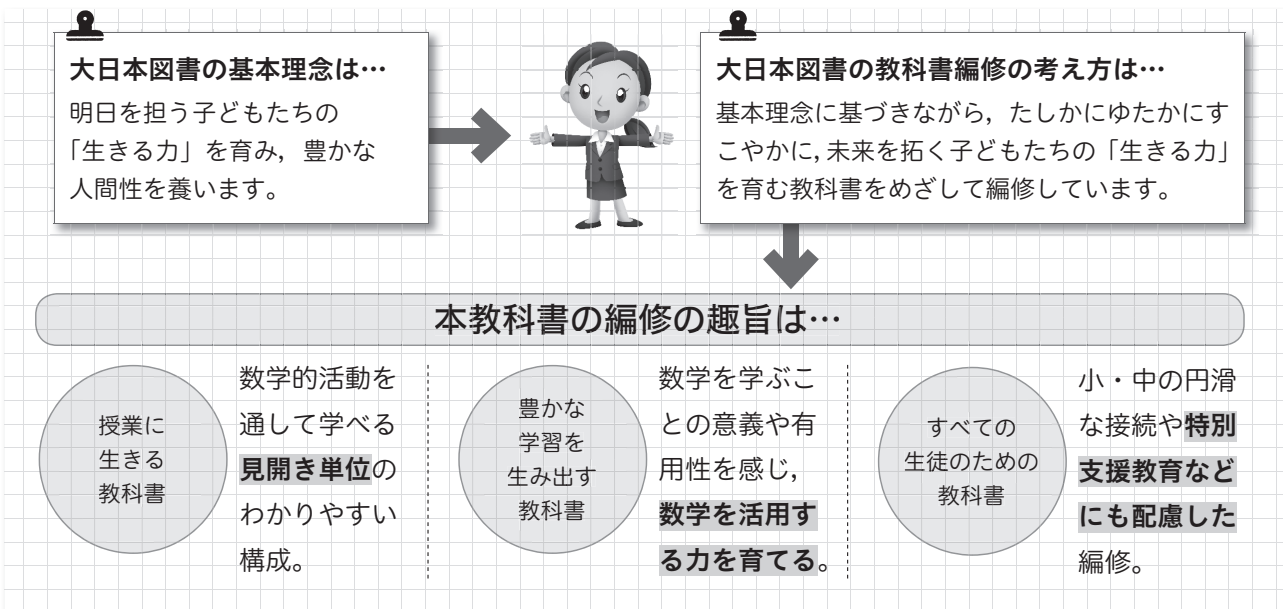 大日本図書の基本理念は…
明日を担う子どもたちの
「生きる力」を育み，豊かな
人間性を養います。
大日本図書の教科書編修の考え方は…
基本理念に基づきながら，たしかにゆたかにす
こやかに，未来を拓く子どもたちの「生きる力」
を育む教科書をめざして編修しています。
本教科書の編修の趣旨は…
授業に
生きる
教科書
数学的活動を
通して学べる
見開き単位の
わかりやすい
構成。
豊かな
学習を
生み出す
教科書
数学を学ぶこ
との意義や有
用性を感じ，
数学を活用す
る力を育てる。
すべての
生徒のための
教科書
小・中の円滑
な接続や特別
支援教育など
にも配慮した
編修。